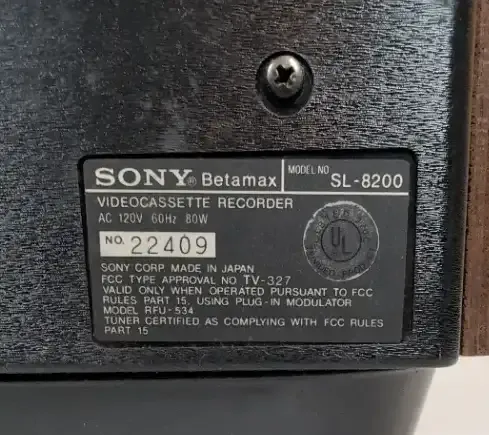 SONY® Betamax
MODEL NO
SL-8200
VIDEOCASSETTE RECORDER
AC 120V 60Hz 80W
NO. 22409
UL
SONY CORP MADE IN JAPAN
FCC TYPE APPROVAL NO TV-327
VALID ONLY WHEN OPERATED PURSUANT TO FCC
RULES PART 15. USING PLUG-IN MODULATOR
MODEL RFU-534
TUNER CERTIFIED AS COMPLYING WITH FCC RULES
PART 15